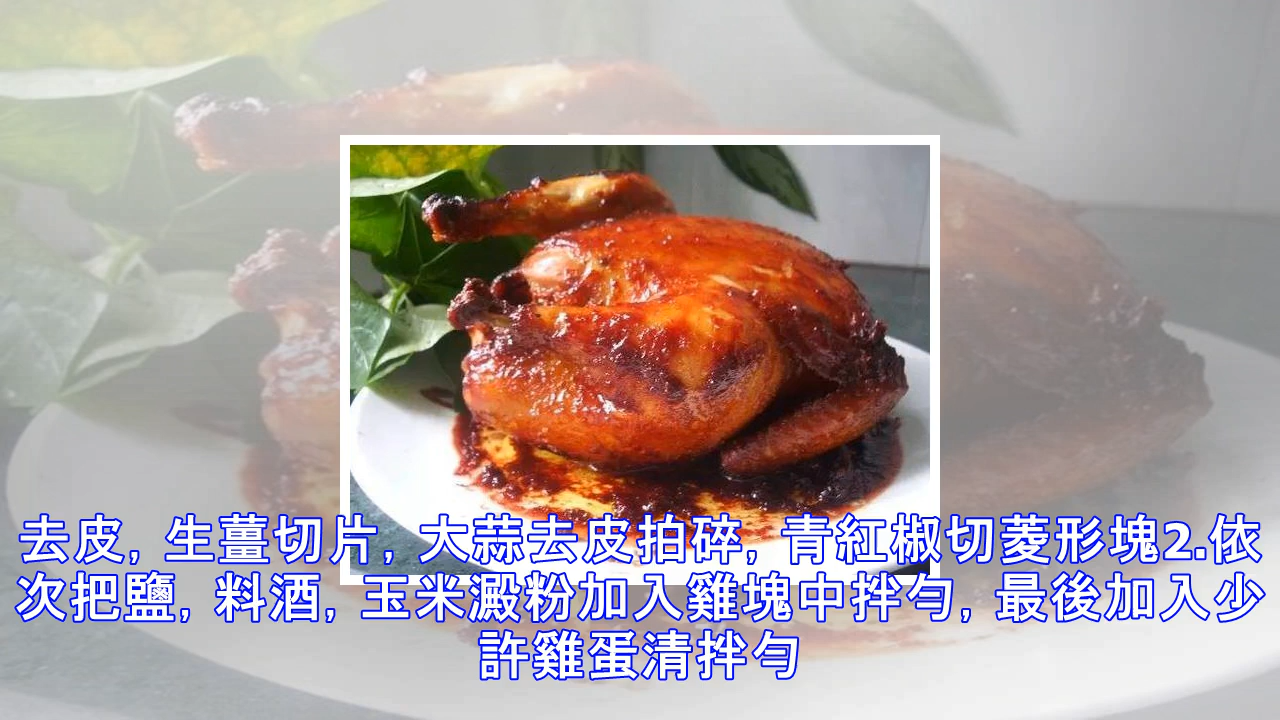 去皮, 生薑切片, 大蒜去皮拍碎, 青紅椒切菱形塊2.依
次把鹽, 料酒, 玉米澱粉加入雞塊中拌勻, 最後加入少
許雞蛋清拌勻